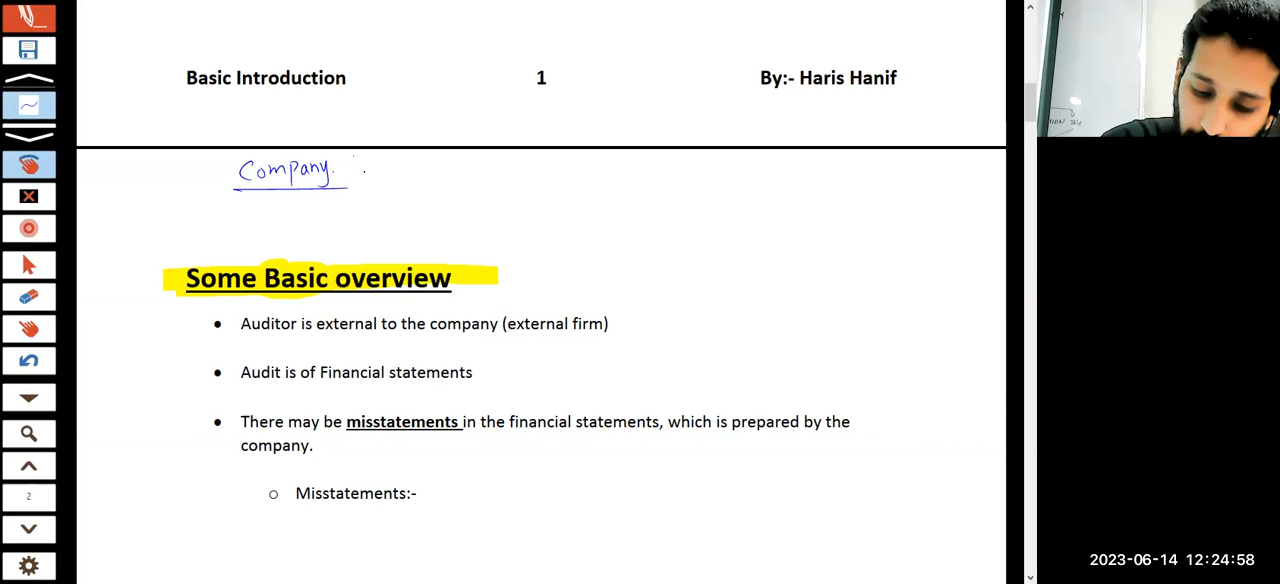 Basic Introduction 1 By:- Haris Hanif
Company.
Some Basic overview
• Auditor is external to the company (external firm)
• Audit is of Financial statements
• There may be misstatements in the financial statements, which is prepared by the
company.
o Misstatements:-
2
2023-06-14 12:24:58